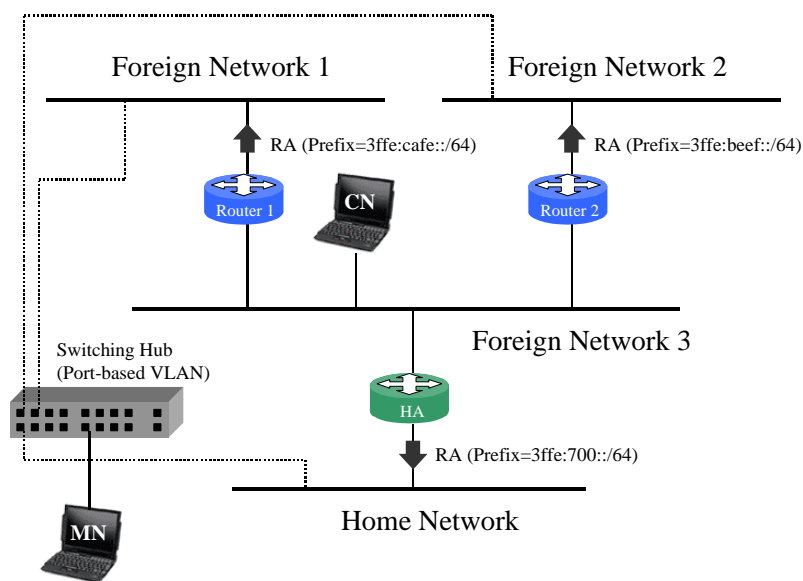 Foreign Network 1
Foreign Network 2
RA (Prefix=3ffe:cafe::/64)
RA (Prefix=3ffe:beef::/64)
CN
Router 1
Router 2
Foreign Network 3
Switching Hub
(Port-based VLAN)
HA
RA (Prefix=3ffe:700::/64)
Home Network
MN